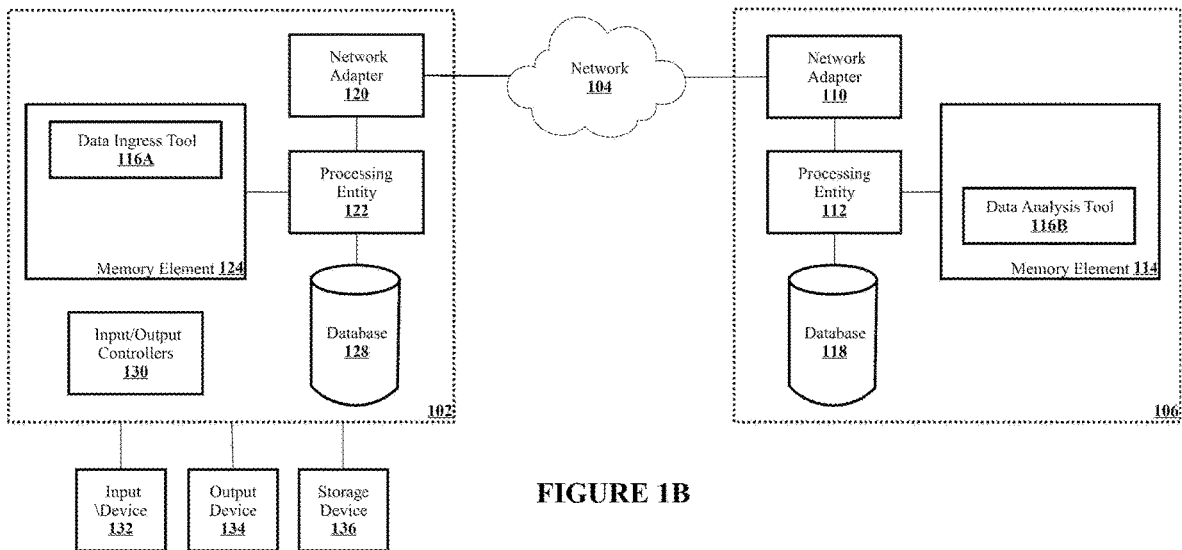 Network
Adapter
120
Data Ingress Tool
116A
Processing
Entity
122
Memory Element 124
Input/Output
Controllers
130
Database
128
102
Network
104
Network
Adapter
110
Processing
Entity
112
Data Analysis Tool
116B
Memory Element 114
Database
118
106
Input
\Device
132
Output
Device
134
Storage
Device
136
FIGURE 1B